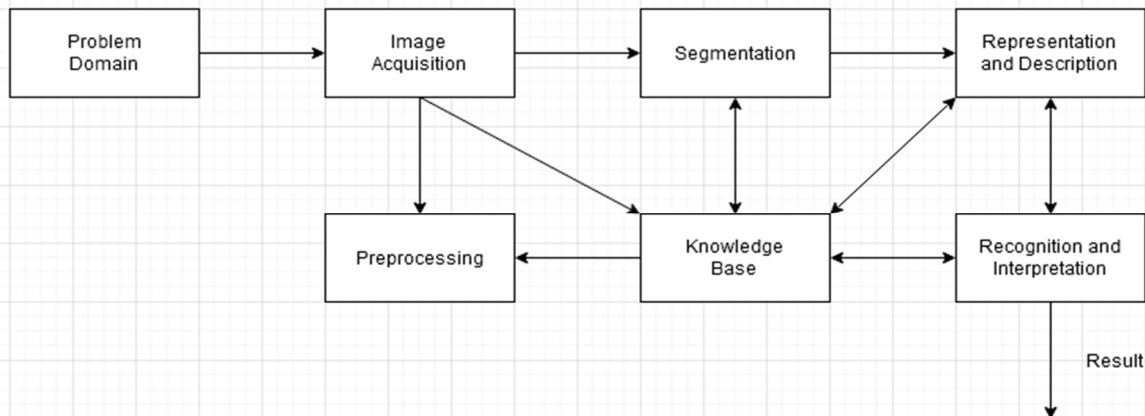 Problem
Domain
Image
Acquisition
Segmentation
Representation
and Description
Preprocessing
Knowledge
Base
Recognition and
Interpretation
Result